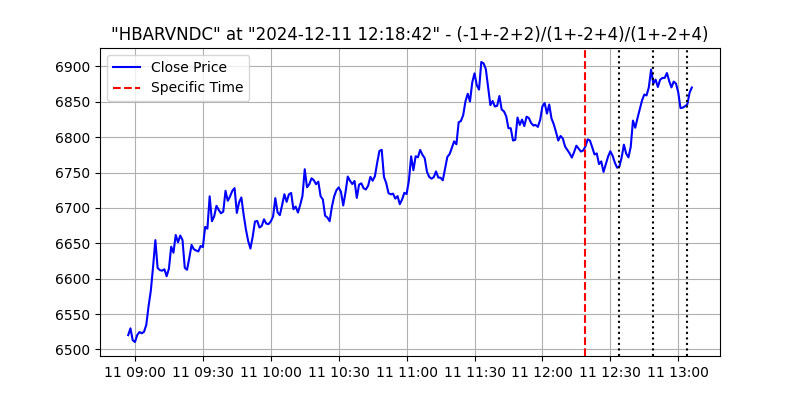 "HBARVNDC" at "2024-12-11 12:18:42" - (-1+-2+2)/(1+-2+4)/(1+-2+4)
Close Price
Specific Time
6900
6850
6800
6750
6700
6650
6600
6550
6500
11 09:00 11 09:30 11 10:00 11 10:30 11 11:00 11 11:30 11 12:00 11 12:30 11 13:00